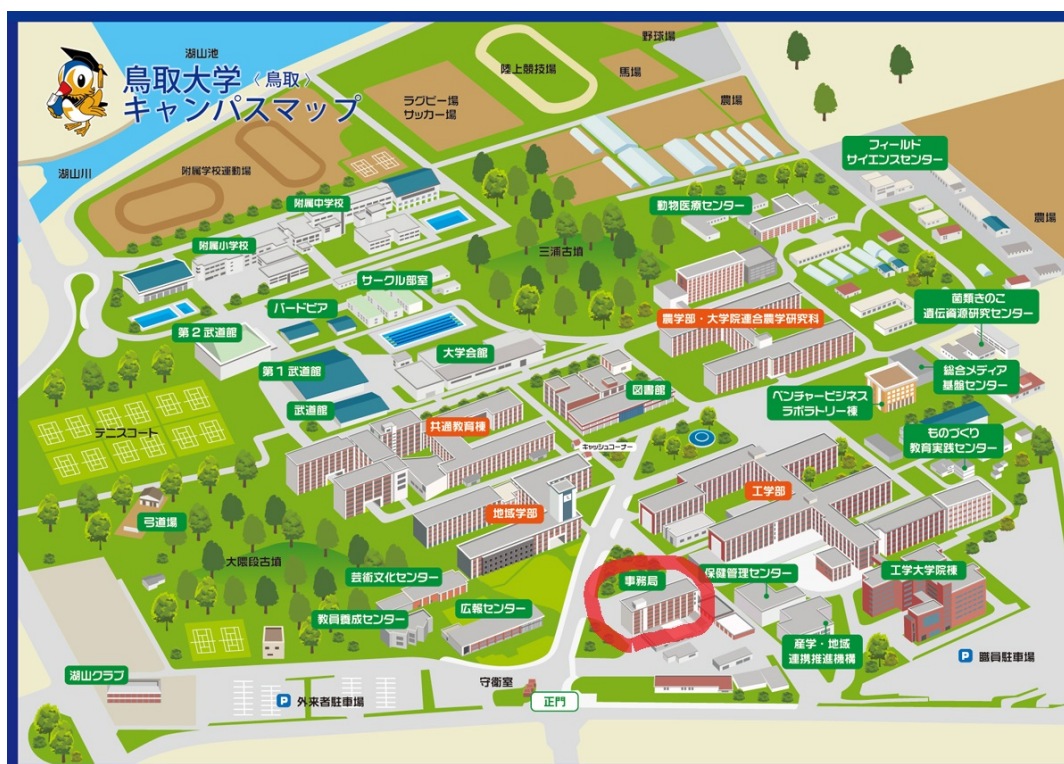 湖山池
鳥取大学〈鳥取〉
キャンパスマップ
野球場
陸上競技場
馬場
ラグビー場
サッカー場
農場
フィールド
サイエンスセンター
湖山川
附属学校運動場
附属中学校
動物医療センター
農場
附属小学校
三浦古墳
サークル部室
バードピア
菌類きのこ
遺伝資源研究センター
第2武道館
農学部・大学院連合農学研究科
大学会館
第1武道館
総合メディア
基盤センター
図書館
ベンチャービジネス
ラボラトリー棟
武道館
テニスコート
共通教育棟
ものづくり
教育実践センター
キャッシュコーナー
工学部
弓道場
地域学部
大隈段古墳
芸術文化センター
事務局
保健管理センター
工学大学院棟
教員養成センター
広報センター
産学・地域
連携推進機構
P 職員駐車場
湖山クラブ
守衛室
P 外来者駐車場
正門